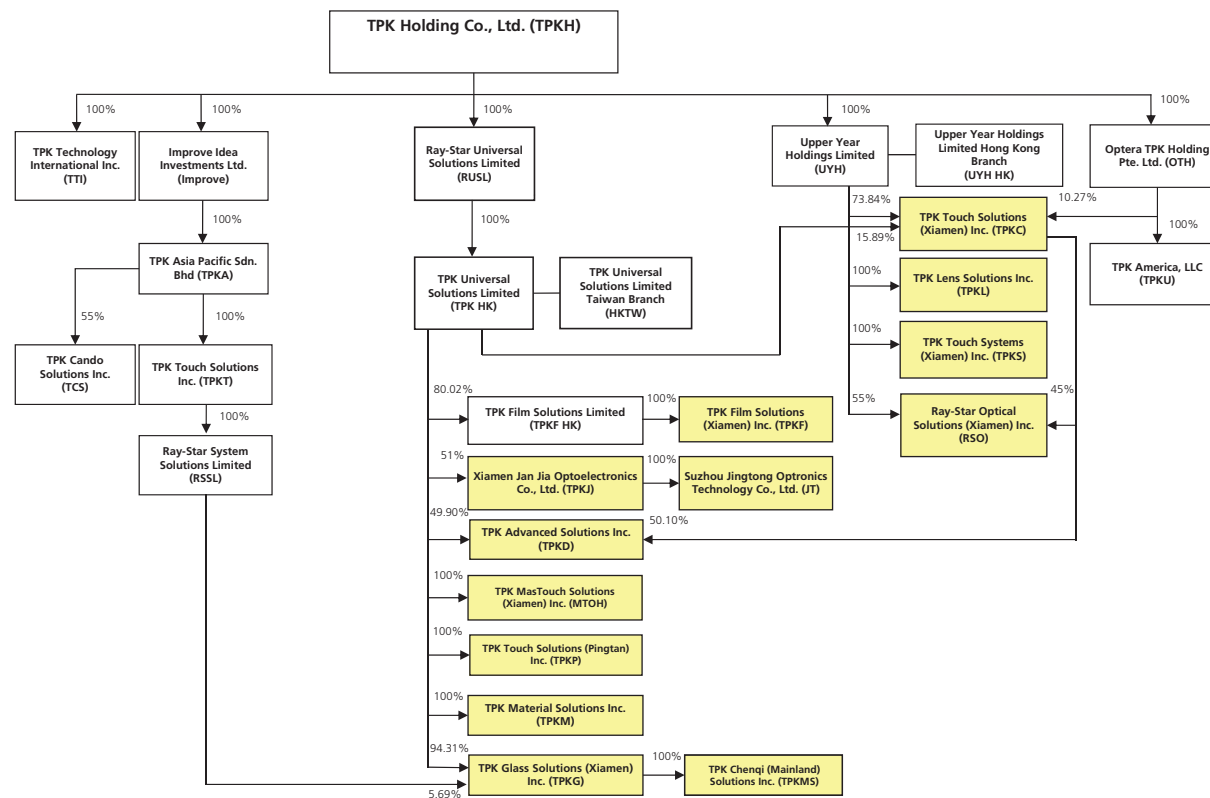 TPK Holding Co., Ltd. (TPKH)
100%
100%
100%
100%
100%
TPK Technology
International Inc.
(TTI)
Improve Idea
Investments Ltd.
(Improve)
Ray-Star Universal
Solutions Limited
(RUSL)
Upper Year
Holdings Limited
(UYH)
Upper Year Holdings
Limited Hong Kong
Branch
(UYH HK)
Optera TPK Holding
Pte. Ltd. (OTH)
100%
100%
73.84%
10.27%
TPK Touch Solutions
(Xiamen) Inc. (TPKC)
15.89%
100%
TPK Asia Pacific Sdn.
Bhd (TPKA)
TPK Universal
Solutions Limited
(TPK HK)
TPK Universal
Solutions Limited
Taiwan Branch
(HKTW)
100%
TPK Lens Solutions Inc.
(TPKL)
TPK America, LLC
(TPKU)
55%
100%
100%
TPK Touch Systems
(Xiamen) Inc. (TPKS)
TPK Cando
Solutions Inc.
(TCS)
TPK Touch Solutions
Inc. (TPKT)
80.02%
TPK Film Solutions Limited
(TPKF HK)
100%
TPK Film Solutions
(Xiamen) Inc. (TPKF)
55%
45%
Ray-Star Optical
Solutions (Xiamen) Inc.
(RSO)
100%
Ray-Star System
Solutions Limited
(RSSL)
51%
Xiamen Jan Jia Optoelectronics
Co., Ltd. (TPKJ)
100%
Suzhou Jingtong Optronics
Technology Co., Ltd. (JT)
49.90%
50.10%
TPK Advanced Solutions Inc.
(TPKD)
100%
TPK MasTouch Solutions
(Xiamen) Inc. (MTOH)
100%
TPK Touch Solutions (Pingtan)
Inc. (TPKP)
100%
TPK Material Solutions Inc.
(TPKM)
94.31%
TPK Glass Solutions (Xiamen)
Inc. (TPKG)
100%
TPK Chenqi (Mainland)
Solutions Inc. (TPKMS)
5.69%